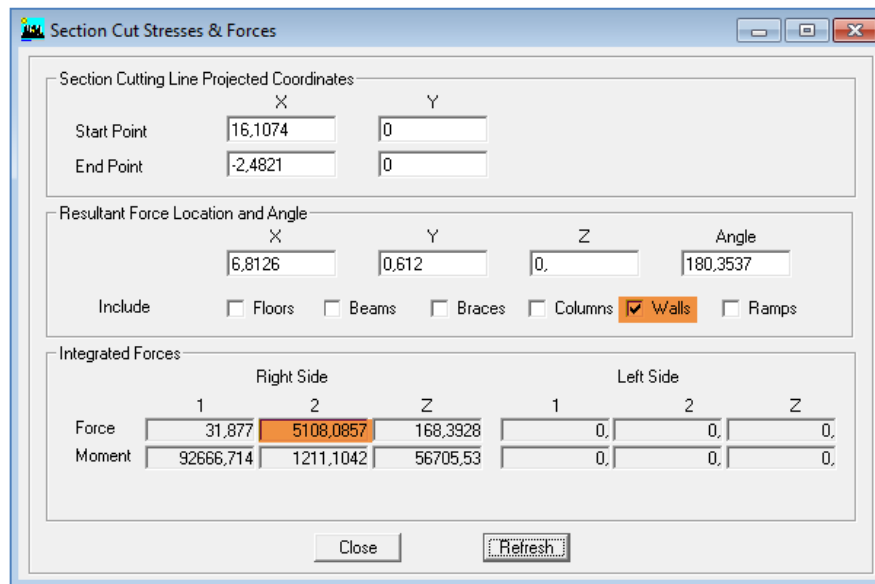 Section Cut Stresses & Forces
Section Cutting Line Projected Coordinates
X Y
Start Point 16,1074 0
End Point -2,4821 0
Resultant Force Location and Angle
X Y Z Angle
6,8126 0,612 0, 180,3537
Include Floors Beams Braces Columns Walls Ramps
Integrated Forces
Right Side Left Side
1 2 Z 1 2 Z
Force 31,877 5108,0857 168,3928 0, 0, 0,
Moment 92666,714 1211,1042 56705,53 0, 0, 0,
Close Refresh